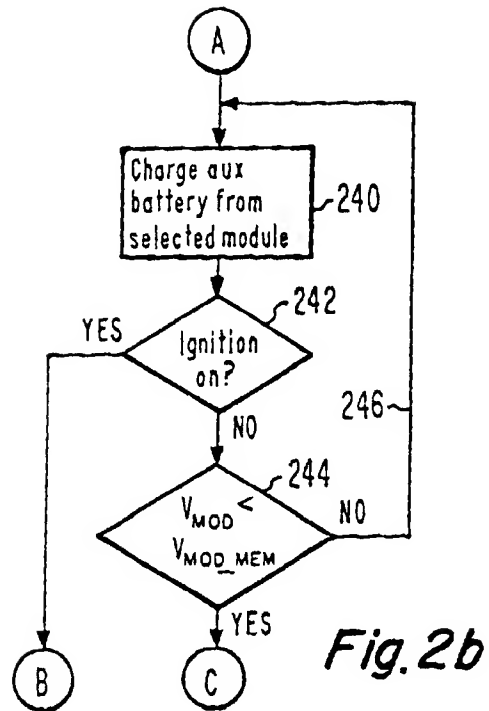 A
Charge aux
battery from
selected module
240
242
YES
Ignition
on?
246
NO
244
V_MOD <
V_MOD_MEM
NO
YES
B
C
Fig. 2b